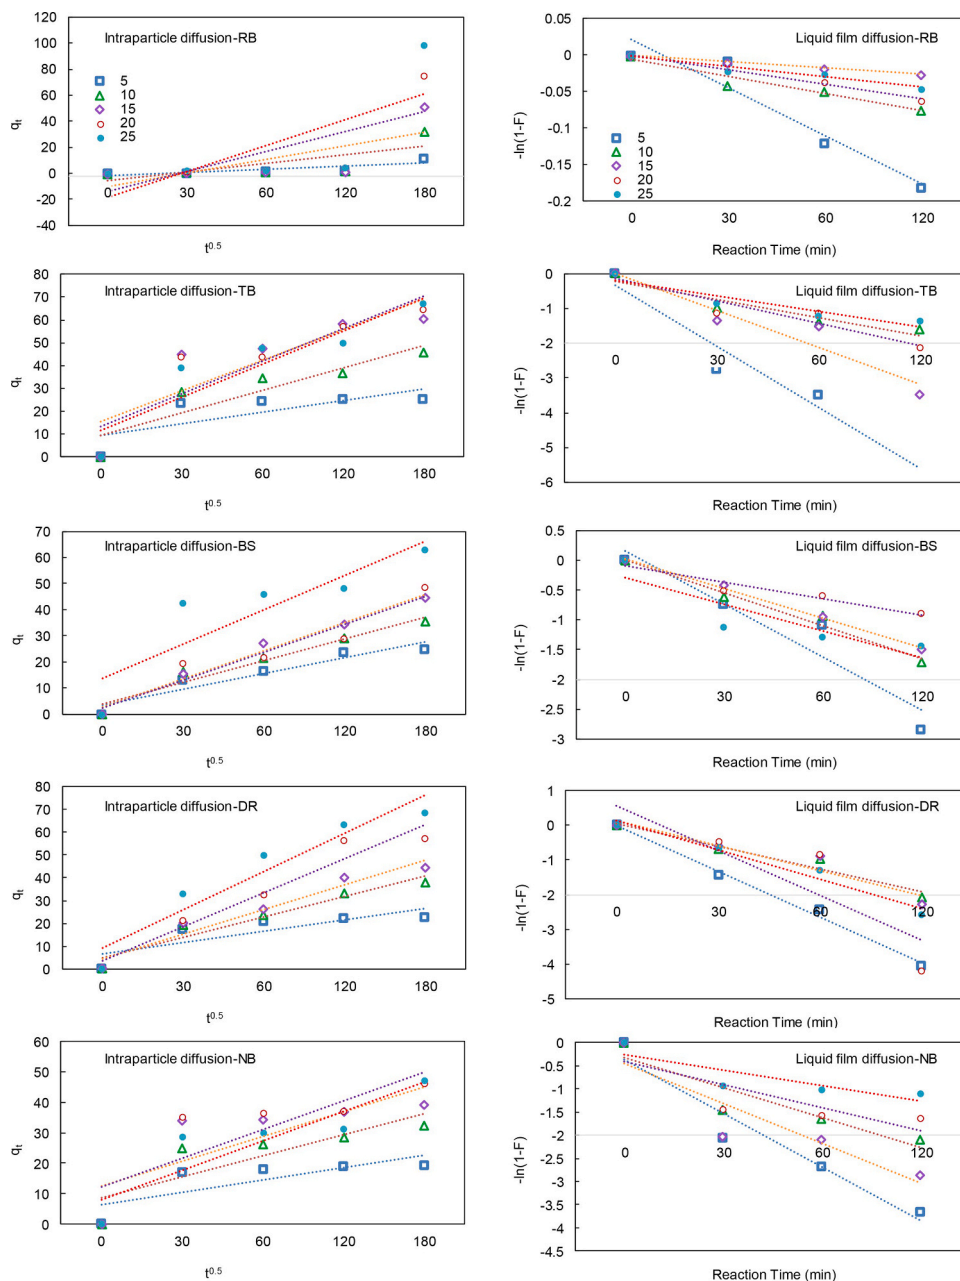 Intraparticle diffusion-RB
120
100
80
60
40
20
0
-20
-40
qt
5
10
15
20
25
0 30 60 120 180
t0.5
Liquid film diffusion-RB
0
-0.05
-0.1
-0.15
-0.2
-ln(1-F)
5
10
15
20
25
0 30 60 120
Reaction Time (min)
Intraparticle diffusion-TB
80
70
60
50
40
30
20
10
0
qt
0 30 60 120 180
t0.5
Liquid film diffusion-TB
0
-1
-2
-3
-4
-5
-6
-ln(1-F)
0 30 60 120
Reaction Time (min)
Intraparticle diffusion-BS
70
60
50
40
30
20
10
0
qt
0 30 60 120 180
t0.5
Liquid film diffusion-BS
0.5
0
-0.5
-1
-1.5
-2
-2.5
-3
-ln(1-F)
0 30 60 120
Reaction Time (min)
Intraparticle diffusion-DR
80
70
60
50
40
30
20
10
0
qt
0 30 60 120 180
t0.5
Liquid film diffusion-DR
1
0
-1
-2
-3
-4
-5
-ln(1-F)
0 30 60 120
Reaction Time (min)
Intraparticle diffusion-NB
60
50
40
30
20
10
0
qt
0 30 60 120 180
t0.5
Liquid film diffusion-NB
0
-0.5
-1
-1.5
-2
-2.5
-3
-3.5
-4
-4.5
-ln(1-F)
0 30 60 120
Reaction Time (min)